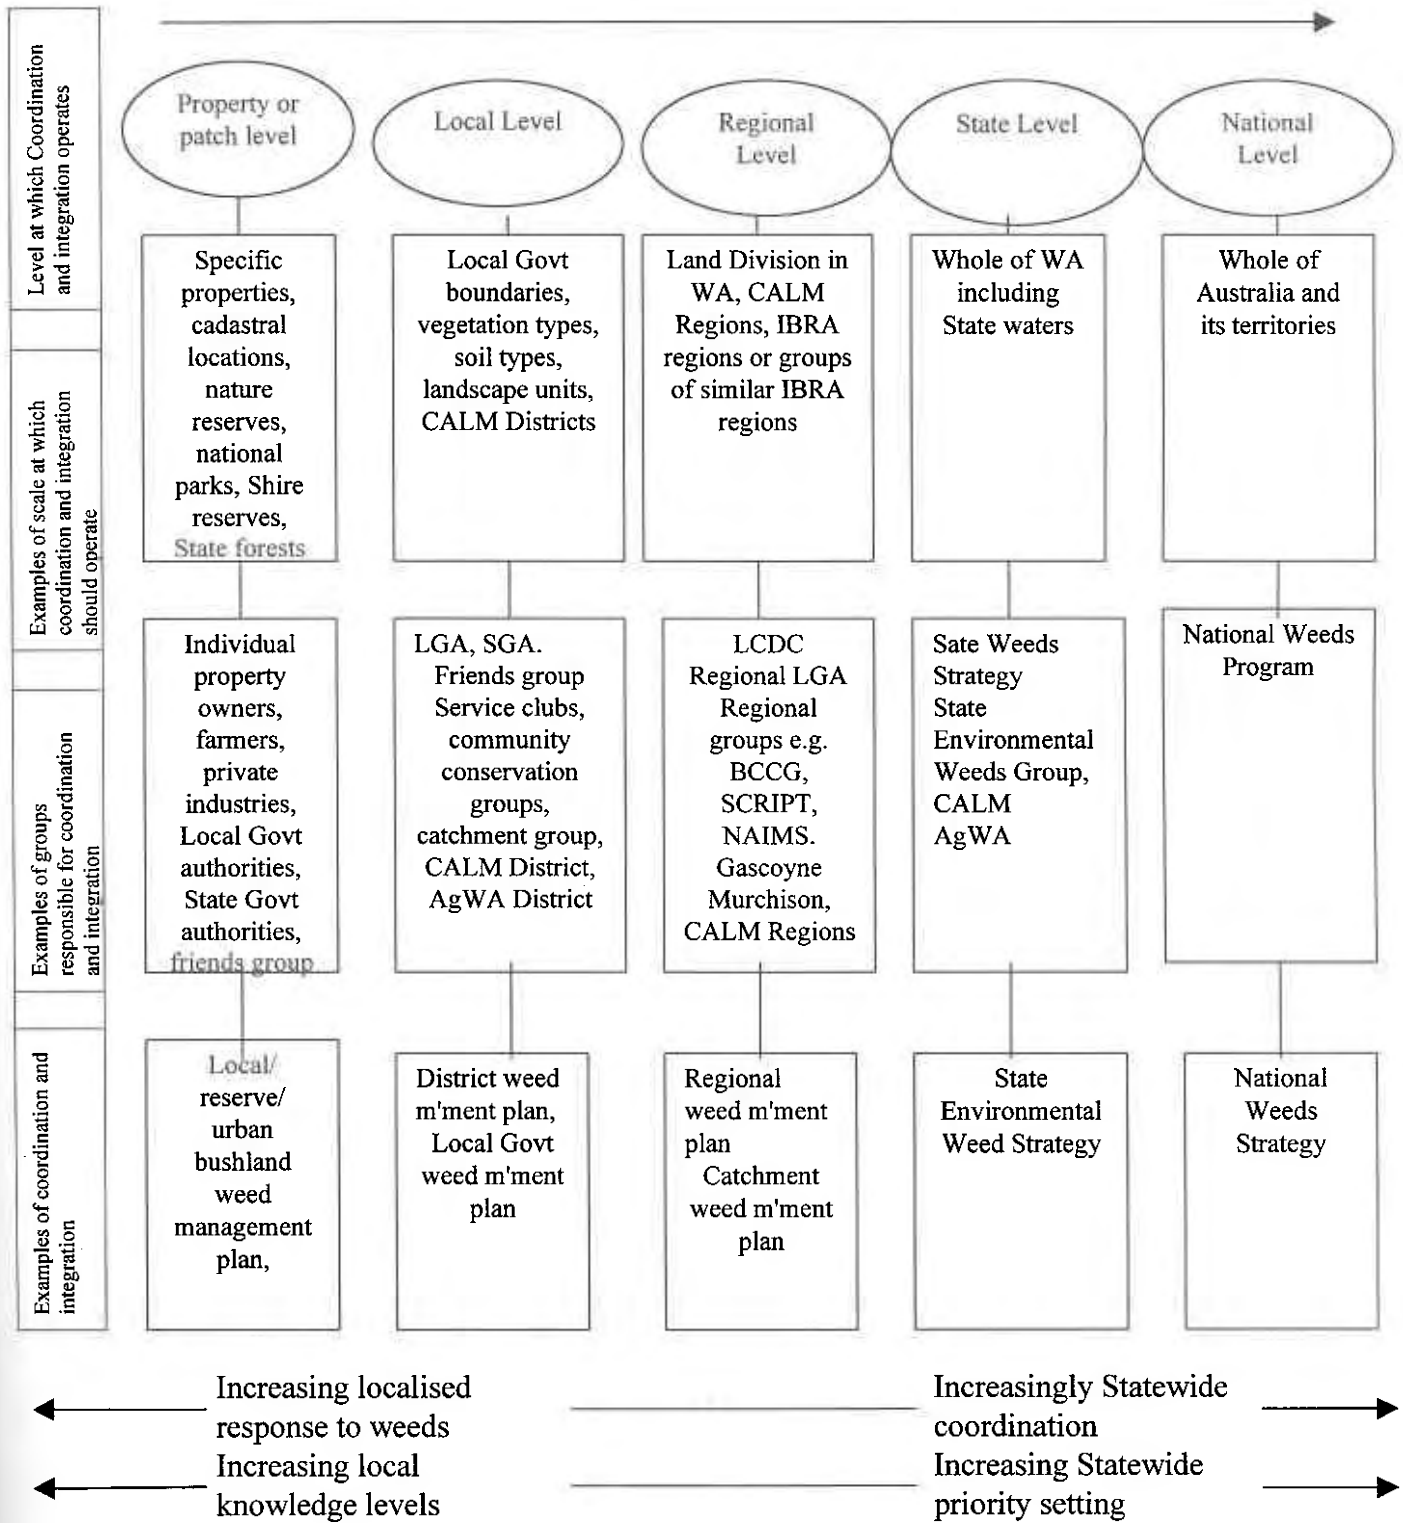 Level at which Coordination
and integration operates
Property or
patch level
Local Level
Regional
Level
State Level
National
Level
Examples of scale at which
coordination and integration
should operate
Specific
properties,
cadastral
locations,
nature
reserves,
national
parks, Shire
reserves,
State forests
Local Govt
boundaries,
vegetation types,
soil types,
landscape units,
CALM Districts
Land Division in
WA, CALM
Regions, IBRA
regions or groups
of similar IBRA
regions
Whole of WA
including
State waters
Whole of
Australia and
its territories
Examples of groups
responsible for coordination
and integration
Individual
property
owners,
farmers,
private
industries,
Local Govt
authorities,
State Govt
authorities,
friends group
LGA, SGA.
Friends group
Service clubs,
community
conservation
groups,
catchment group,
CALM District,
AgWA District
LCDC
Regional LGA
Regional
groups e.g.
BCCG,
SCRIPT,
NAIMS.
Gascoyne
Murchison,
CALM Regions
Sate Weeds
Strategy
State
Environmental
Weeds Group,
CALM
AgWA
National Weeds
Program
Examples of coordination and
integration
Local/
reserve/
urban
bushland
weed
management
plan,
District weed
m'ment plan,
Local Govt
weed m'ment
plan
Regional
weed m'ment
plan
Catchment
weed m'ment
plan
State
Environmental
Weed Strategy
National
Weeds
Strategy
Increasing localised
response to weeds
Increasingly Statewide
coordination
Increasing local
knowledge levels
Increasing Statewide
priority setting